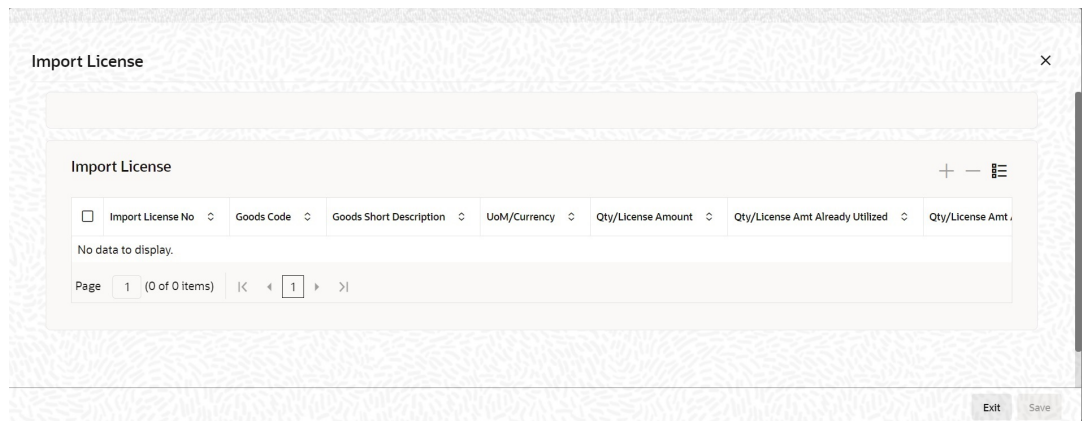 Import License
Import License
Import License No Goods Code Goods Short Description UoM/Currency Qty/License Amount Qty/License Amt Already Utilized Qty/License Amt
No data to display.
Page 1 (0 of 0 items) 1
Exit Save